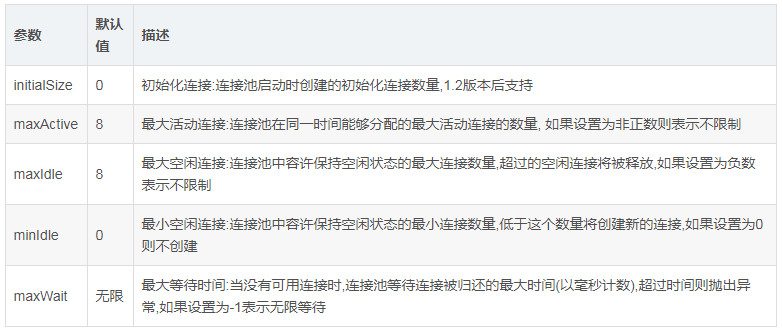 参数 默认值 描述
initialSize 0 初始化连接:连接池启动时创建的初始化连接数量,1.2版本后支持
maxActive 8 最大活动连接:连接池在同一时间能够分配的最大活动连接的数量, 如果设置为非正数则表示不限制
maxIdle 8 最大空闲连接:连接池中容许保持空闲状态的最大连接数量,超过的空闲连接将被释放,如果设置为负数
表示不限制
minIdle 0 最小空闲连接:连接池中容许保持空闲状态的最小连接数量,低于这个数量将创建新的连接,如果设置为0
则不创建
maxWait 无限 最大等待时间:当没有可用连接时,连接池等待连接被归还的最大时间(以毫秒计数),超过时间则抛出异
常,如果设置为-1表示无限等待